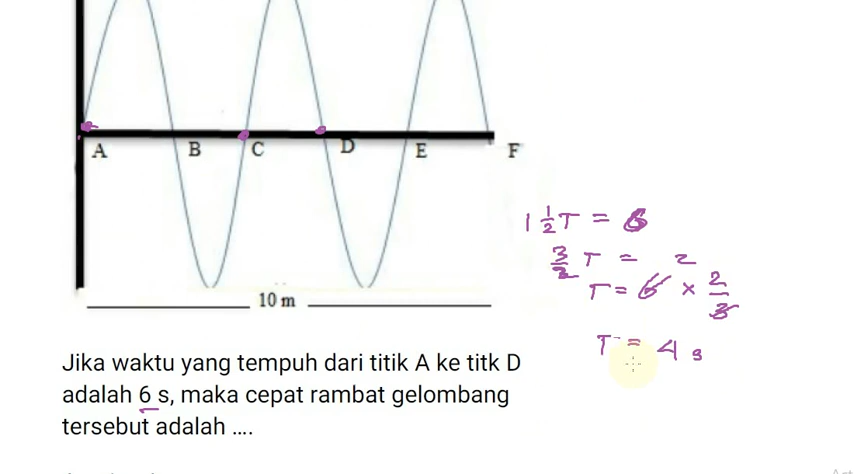 A B C D E F
10 m
1 1/2 T = 6
3/2 T = 2
T = 6 × 2/3
T = 4 s
Jika waktu yang tempuh dari titik A ke titk D
adalah 6 s, maka cepat rambat gelombang
tersebut adalah ....